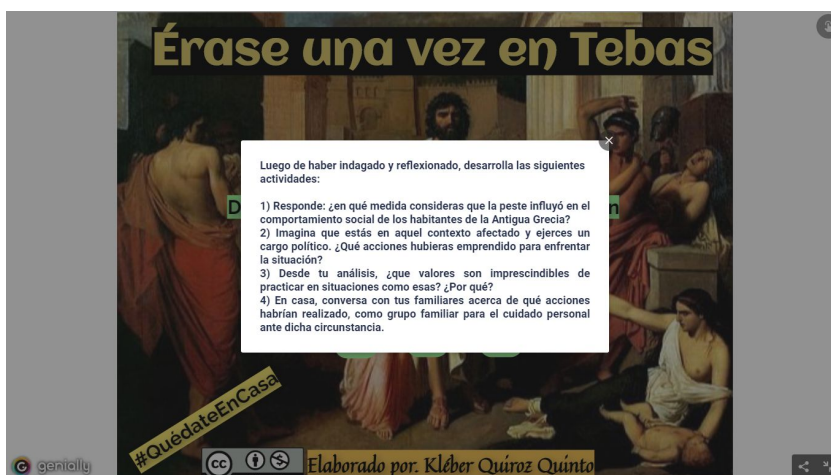 Érase una vez en Tebas
Luego de haber indagado y reflexionado, desarrolla las siguientes
actividades:
1) Responde: ¿en qué medida consideras que la peste influyó en el
comportamiento social de los habitantes de la Antigua Grecia?
2) Imagina que estás en aquel contexto afectado y ejerces un
cargo político. ¿Qué acciones hubieras emprendido para enfrentar
la situación?
3) Desde tu análisis, ¿que valores son imprescindibles de
practicar en situaciones como esas? ¿Por qué?
4) En casa, conversa con tus familiares acerca de qué acciones
habrían realizado, como grupo familiar para el cuidado personal
ante dicha circunstancia.
#QuédateEnCasa
genially
cc
Elaborado por. Kléber Quiroz Quinto